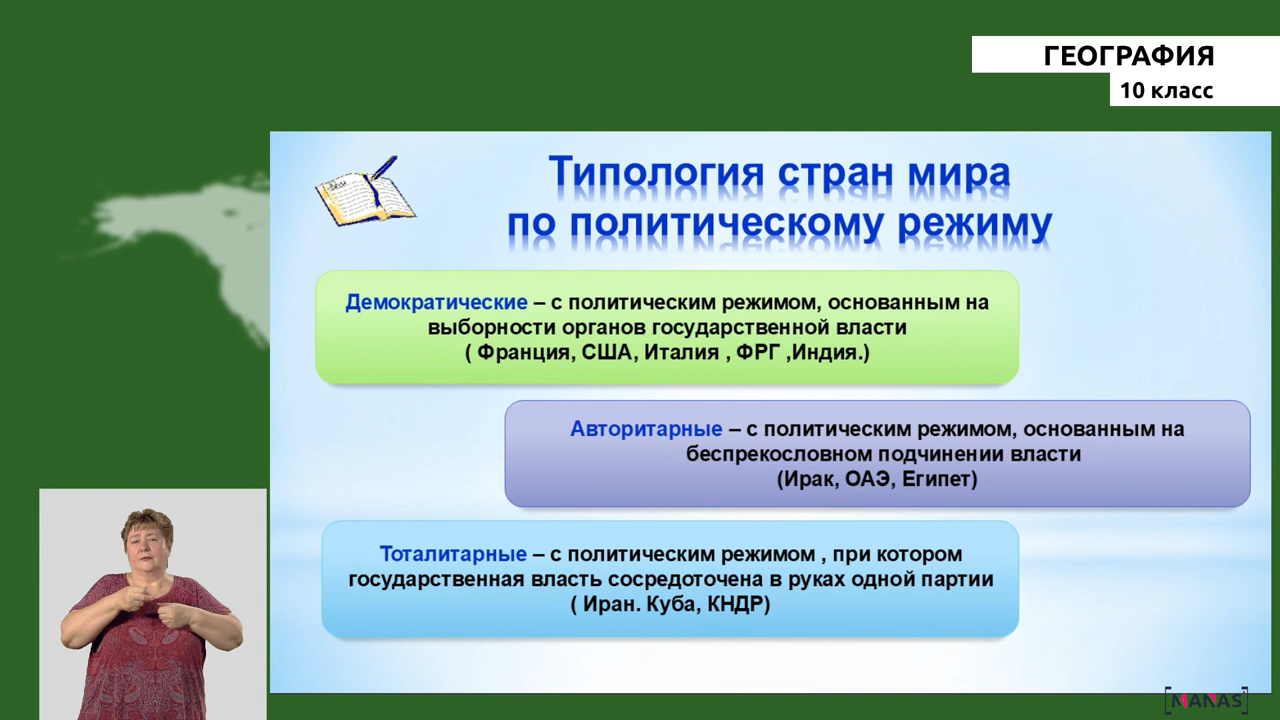 ГЕОГРАФИЯ
10 класс
Типология стран мира
по политическому режиму
Демократические – с политическим режимом, основанным на
выборности органов государственной власти
( Франция, США, Италия , ФРГ ,Индия.)
Авторитарные – с политическим режимом, основанным на
беспрекословном подчинении власти
(Ирак, ОАЭ, Египет)
Тоталитарные – с политическим режимом , при котором
государственная власть сосредоточена в руках одной партии
( Иран. Куба, КНДР)
[MANAS]